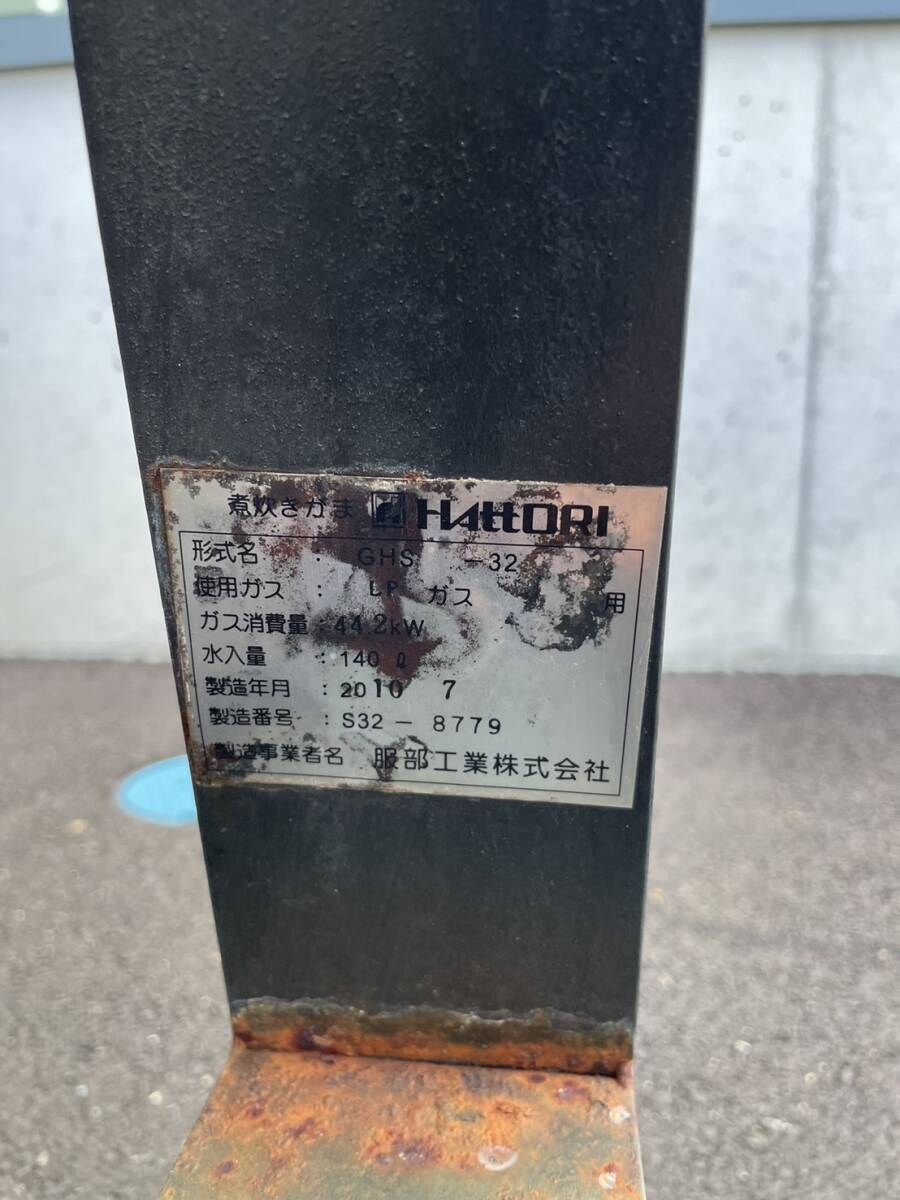 煮炊きがま HAttORI
形式名 : GHS -32
使用ガス : LP ガス 用
ガス消費量 : 44.2kW
水入量 : 140 ℓ
製造年月 : 2010 7
製造番号 : S32 - 8779
製造事業者名 服部工業株式会社